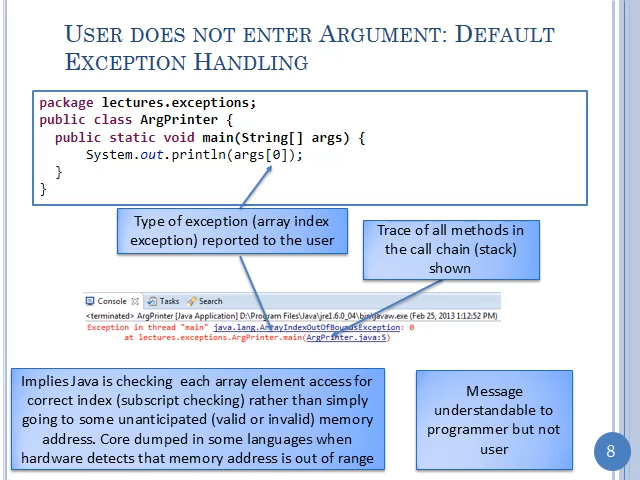 USER DOES NOT ENTER ARGUMENT: DEFAULT
EXCEPTION HANDLING
package lectures.exceptions;
public class ArgPrinter {
public static void main(String[] args) {
System.out.println(args[0]);
}
}
Type of exception (array index
exception) reported to the user
Trace of all methods in
the call chain (stack)
shown
Console Tasks Search
<terminated> ArgPrinter [Java Application] D:\Program Files\Java\jre1.6.0_04\bin\javaw.exe (Feb 25, 2013 1:12:52 PM)
Exception in thread "main" java.lang.ArrayIndexOutOfBoundsException: 0
at lectures.exceptions.ArgPrinter.main(ArgPrinter.java:5)
Implies Java is checking each array element access for
correct index (subscript checking) rather than simply
going to some unanticipated (valid or invalid) memory
address. Core dumped in some languages when
hardware detects that memory address is out of range
Message
understandable to
programmer but not
user
8